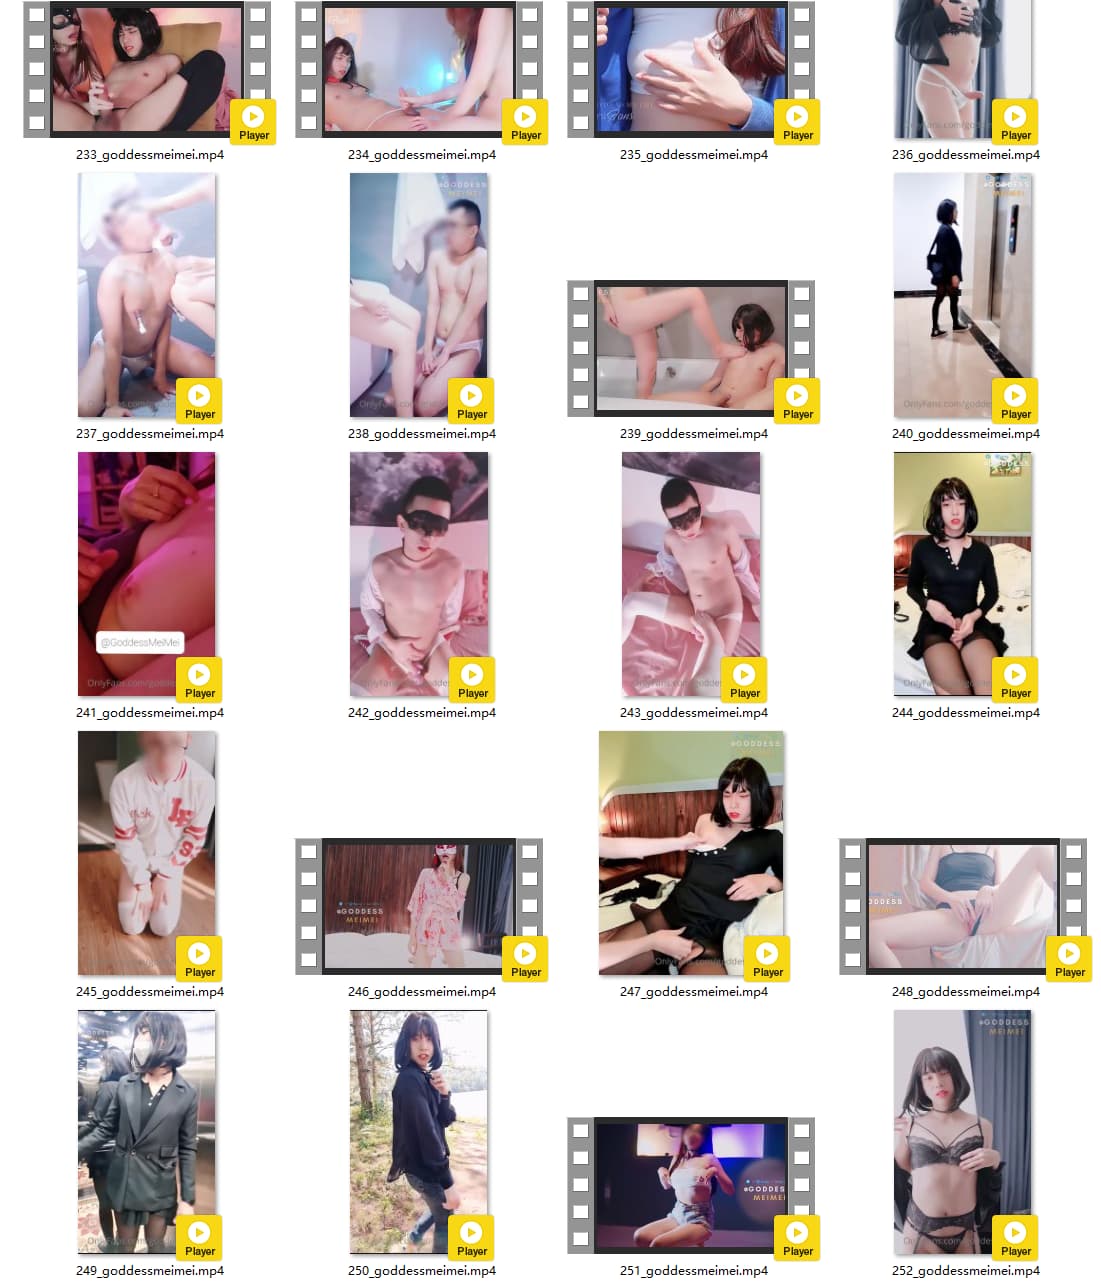 Player Player Player Player
233_goddessmeimei.mp4 234_goddessmeimei.mp4 235_goddessmeimei.mp4 236_goddessmeimei.mp4
@GODDESS
MEIMEI
Player Player Player Player
237_goddessmeimei.mp4 238_goddessmeimei.mp4 239_goddessmeimei.mp4 240_goddessmeimei.mp4
@GoddessMeiMei
Player Player Player Player
241_goddessmeimei.mp4 242_goddessmeimei.mp4 243_goddessmeimei.mp4 244_goddessmeimei.mp4
@GODDESS
@GODDESS
MEIMEI
Player Player Player Player
245_goddessmeimei.mp4 246_goddessmeimei.mp4 247_goddessmeimei.mp4 248_goddessmeimei.mp4
@GODDESS
MEIMEI
Player Player Player Player
249_goddessmeimei.mp4 250_goddessmeimei.mp4 251_goddessmeimei.mp4 252_goddessmeimei.mp4